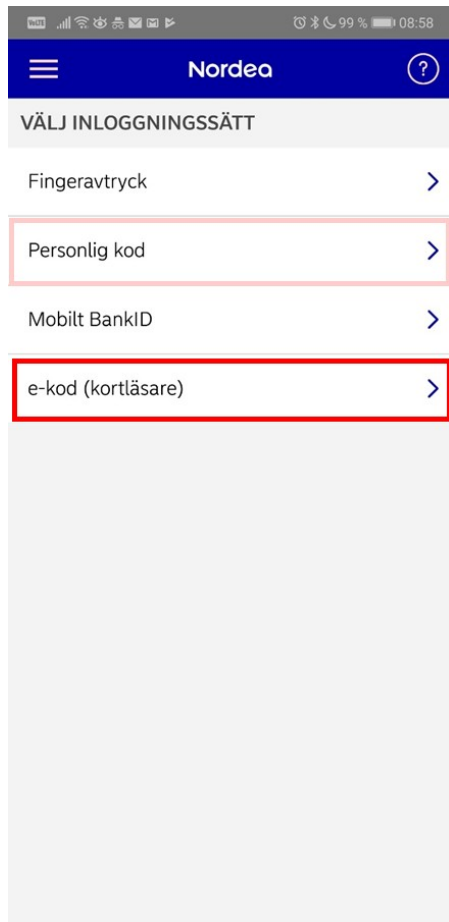 99 % 08:58
Nordea
?
VÄLJ INLOGGNINGSSÄTT
Fingeravtryck
Personlig kod
Mobilt BankID
e-kod (kortläsare)